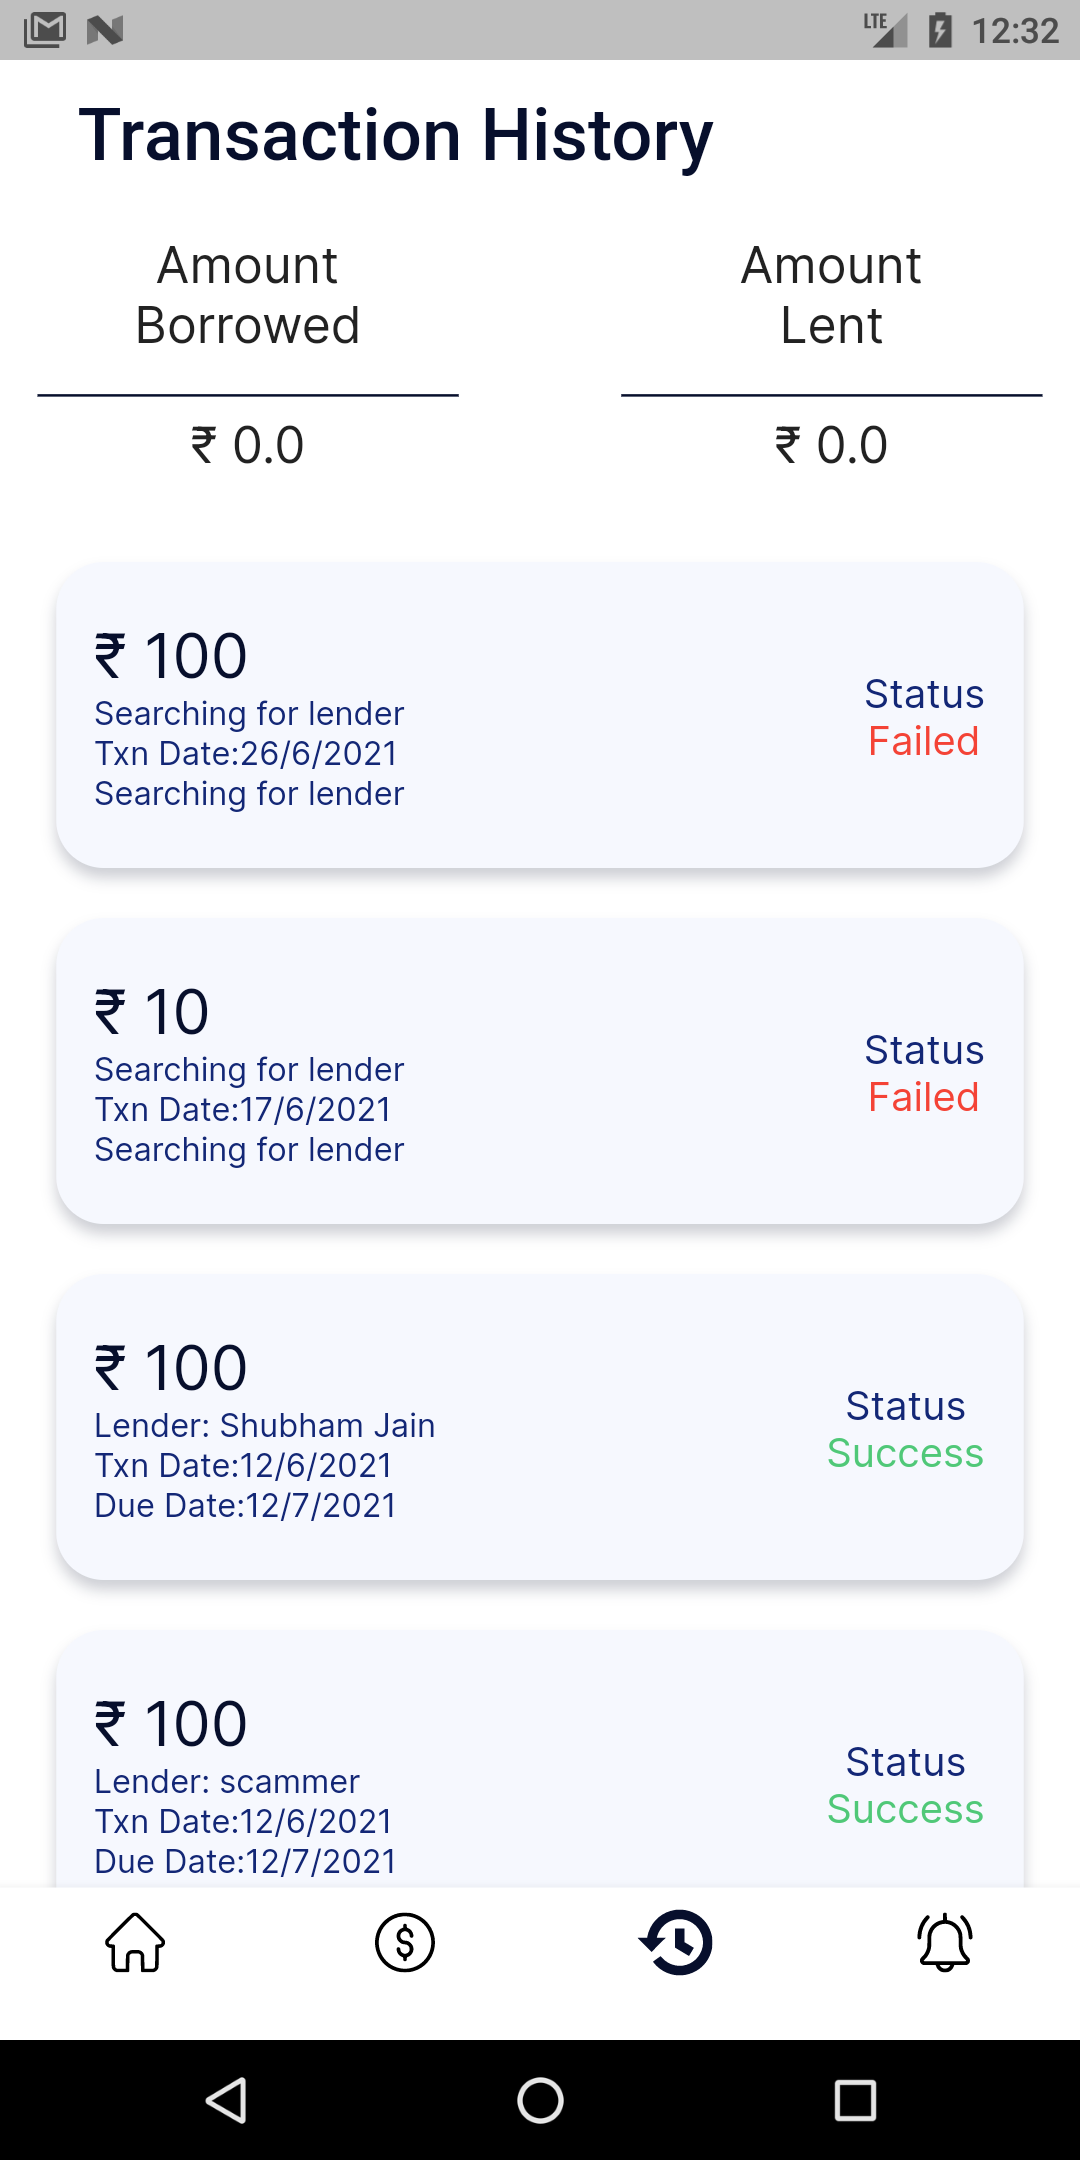 LTE 12:32
Transaction History
Amount
Borrowed
₹ 0.0
Amount
Lent
₹ 0.0
₹ 100
Searching for lender
Txn Date:26/6/2021
Searching for lender
Status
Failed
₹ 10
Searching for lender
Txn Date:17/6/2021
Searching for lender
Status
Failed
₹ 100
Lender: Shubham Jain
Txn Date:12/6/2021
Due Date:12/7/2021
Status
Success
₹ 100
Lender: scammer
Txn Date:12/6/2021
Due Date:12/7/2021
Status
Success